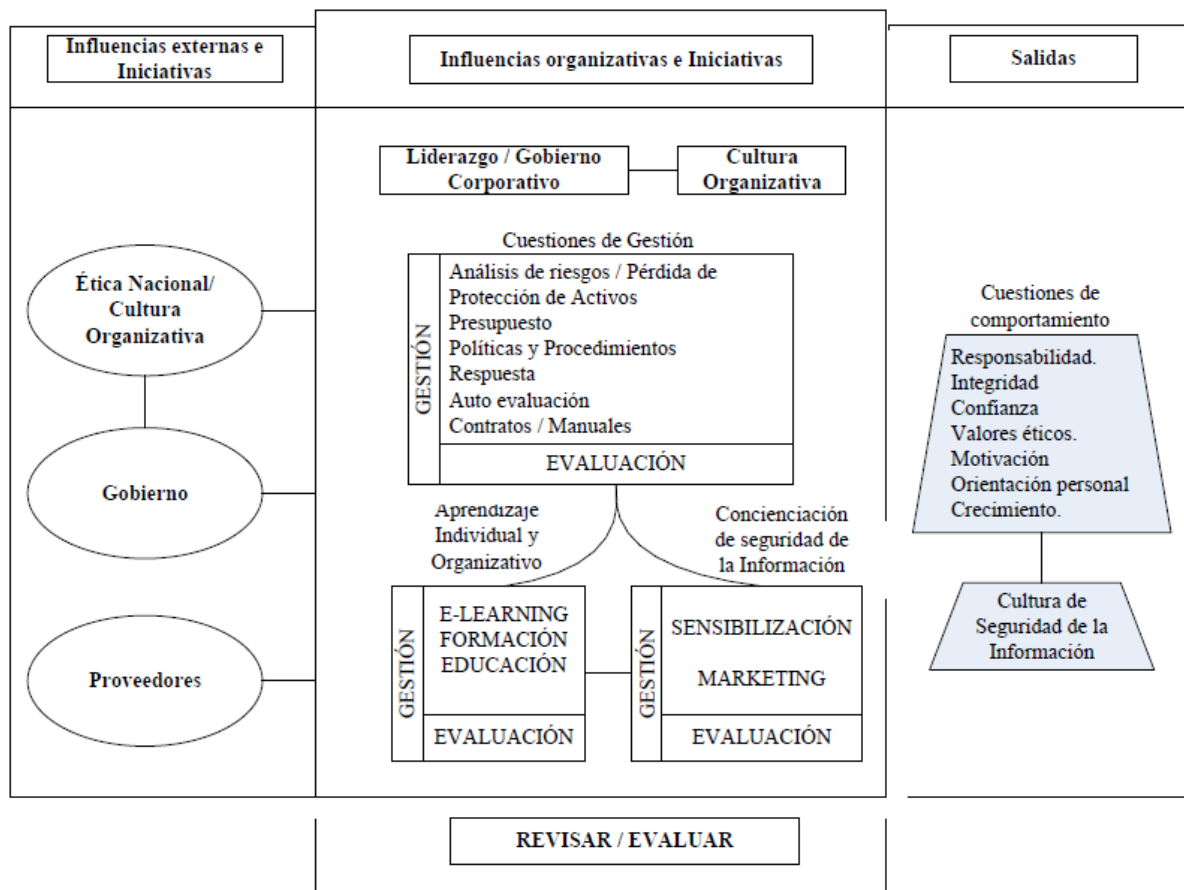 Influencias externas e
Iniciativas
Influencias organizativas e Iniciativas
Salidas
Liderazgo / Gobierno
Corporativo
Cultura
Organizativa
Ética Nacional/
Cultura
Organizativa
Gobierno
Proveedores
Cuestiones de Gestión
GESTIÓN
Análisis de riesgos / Pérdida de
Protección de Activos
Presupuesto
Políticas y Procedimientos
Respuesta
Auto evaluación
Contratos / Manuales
EVALUACIÓN
Aprendizaje
Individual y
Organizativo
Concienciación
de seguridad de
la Información
GESTIÓN
E-LEARNING
FORMACIÓN
EDUCACIÓN
EVALUACIÓN
GESTIÓN
SENSIBILIZACIÓN
MARKETING
EVALUACIÓN
Cuestiones de
comportamiento
Responsabilidad.
Integridad
Confianza
Valores éticos.
Motivación
Orientación personal
Crecimiento.
Cultura de
Seguridad de la
Información
REVISAR / EVALUAR